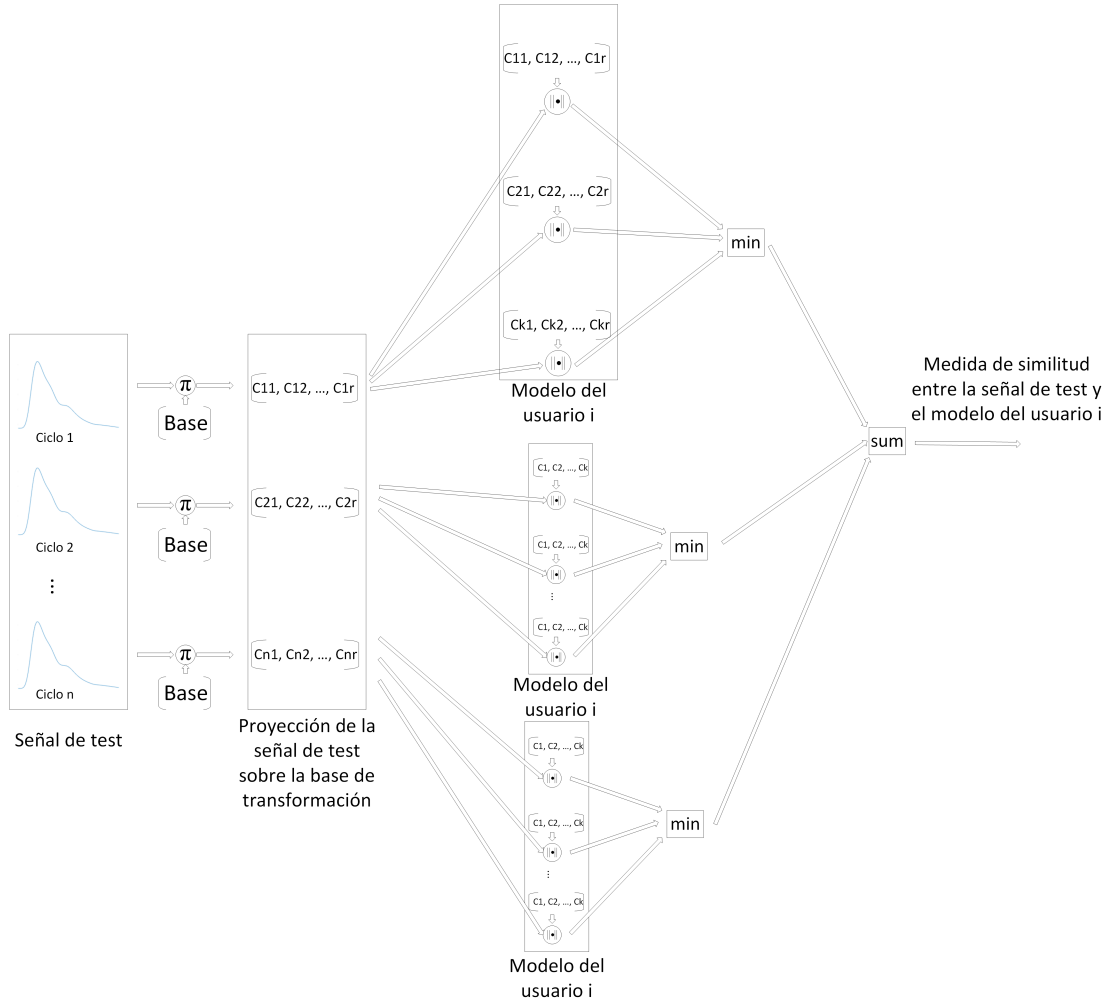 C11, C12, ..., C1r
||•||
C21, C22, ..., C2r
||•||
Ck1, Ck2, ..., Ckr
||•||
Modelo del
usuario i
min
Ciclo 1
π
Base
C11, C12, ..., C1r
Ciclo 2
π
Base
C21, C22, ..., C2r
⋮
Ciclo n
π
Base
Cn1, Cn2, ..., Cnr
Señal de test
Proyección de la
señal de test
sobre la base de
transformación
C1, C2, ..., Ck
||•||
C1, C2, ..., Ck
||•||
⋮
C1, C2, ..., Ck
||•||
Modelo del
usuario i
min
C1, C2, ..., Ck
||•||
C1, C2, ..., Ck
||•||
⋮
C1, C2, ..., Ck
||•||
Modelo del
usuario i
min
sum
Medida de similitud
entre la señal de test y
el modelo del usuario i